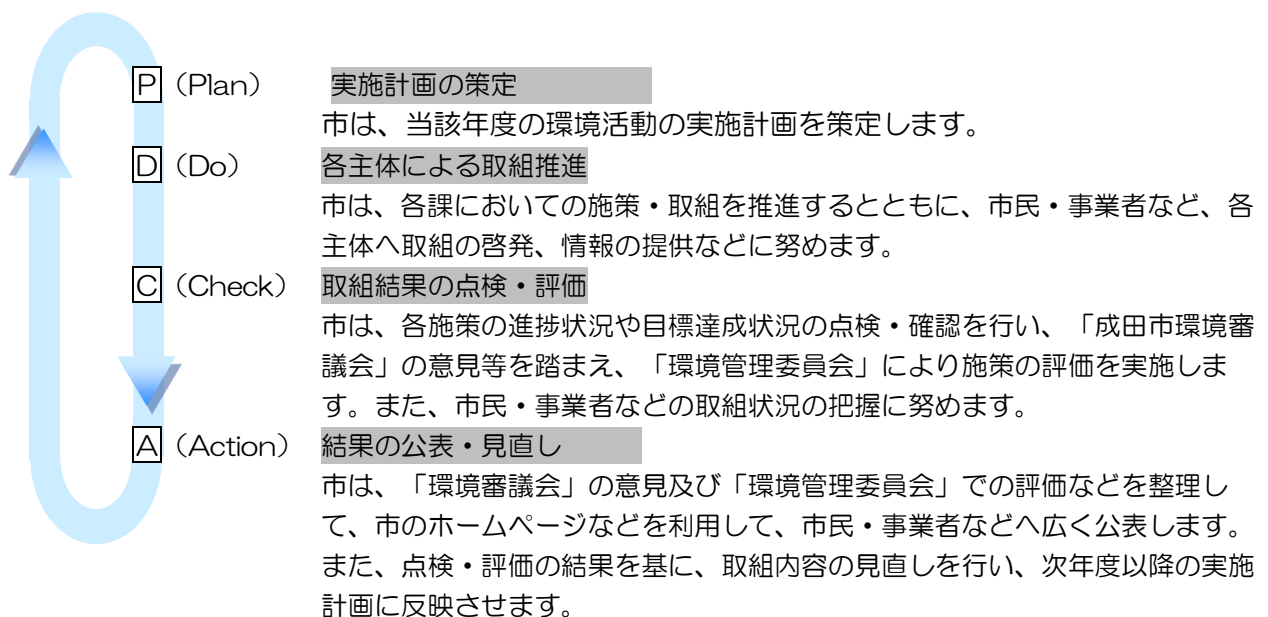 P（Plan） 実施計画の策定
市は、当該年度の環境活動の実施計画を策定します。
D（Do） 各主体による取組推進
市は、各課においての施策・取組を推進するとともに、市民・事業者など、各
主体へ取組の啓発、情報の提供などに努めます。
C（Check） 取組結果の点検・評価
市は、各施策の進捗状況や目標達成状況の点検・確認を行い、「成田市環境審
議会」の意見等を踏まえ、「環境管理委員会」により施策の評価を実施しま
す。また、市民・事業者などの取組状況の把握に努めます。
A（Action） 結果の公表・見直し
市は、「環境審議会」の意見及び「環境管理委員会」での評価などを整理し
て、市のホームページなどを利用して、市民・事業者などへ広く公表します。
また、点検・評価の結果を基に、取組内容の見直しを行い、次年度以降の実施
計画に反映させます。